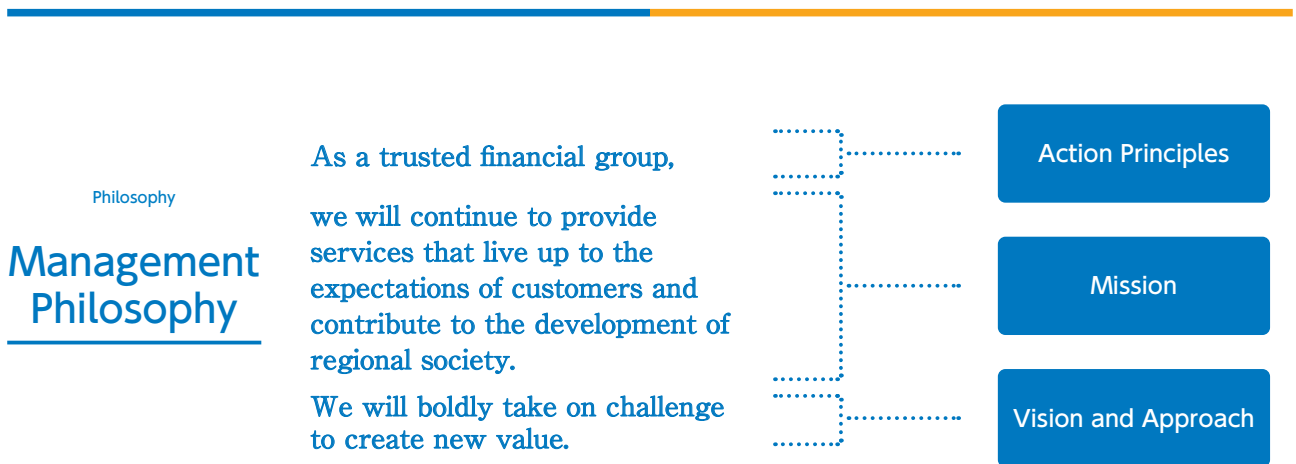 Philosophy
Management
Philosophy
As a trusted financial group,
we will continue to provide
services that live up to the
expectations of customers and
contribute to the development of
regional society.
We will boldly take on challenge
to create new value.
Action Principles
Mission
Vision and Approach